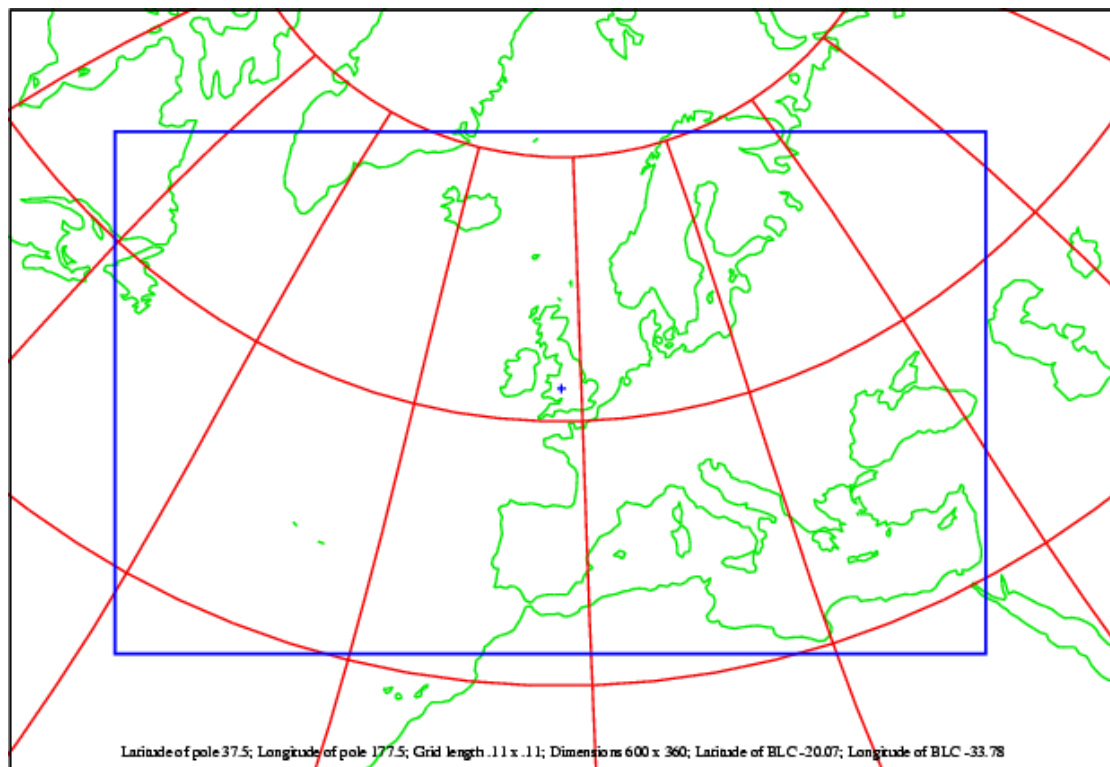 Latitude of pole 37.5; Longitude of pole 177.5; Grid length .11 x .11; Dimensions 600 x 360; Latitude of BLC -20.07; Longitude of BLC -33.78